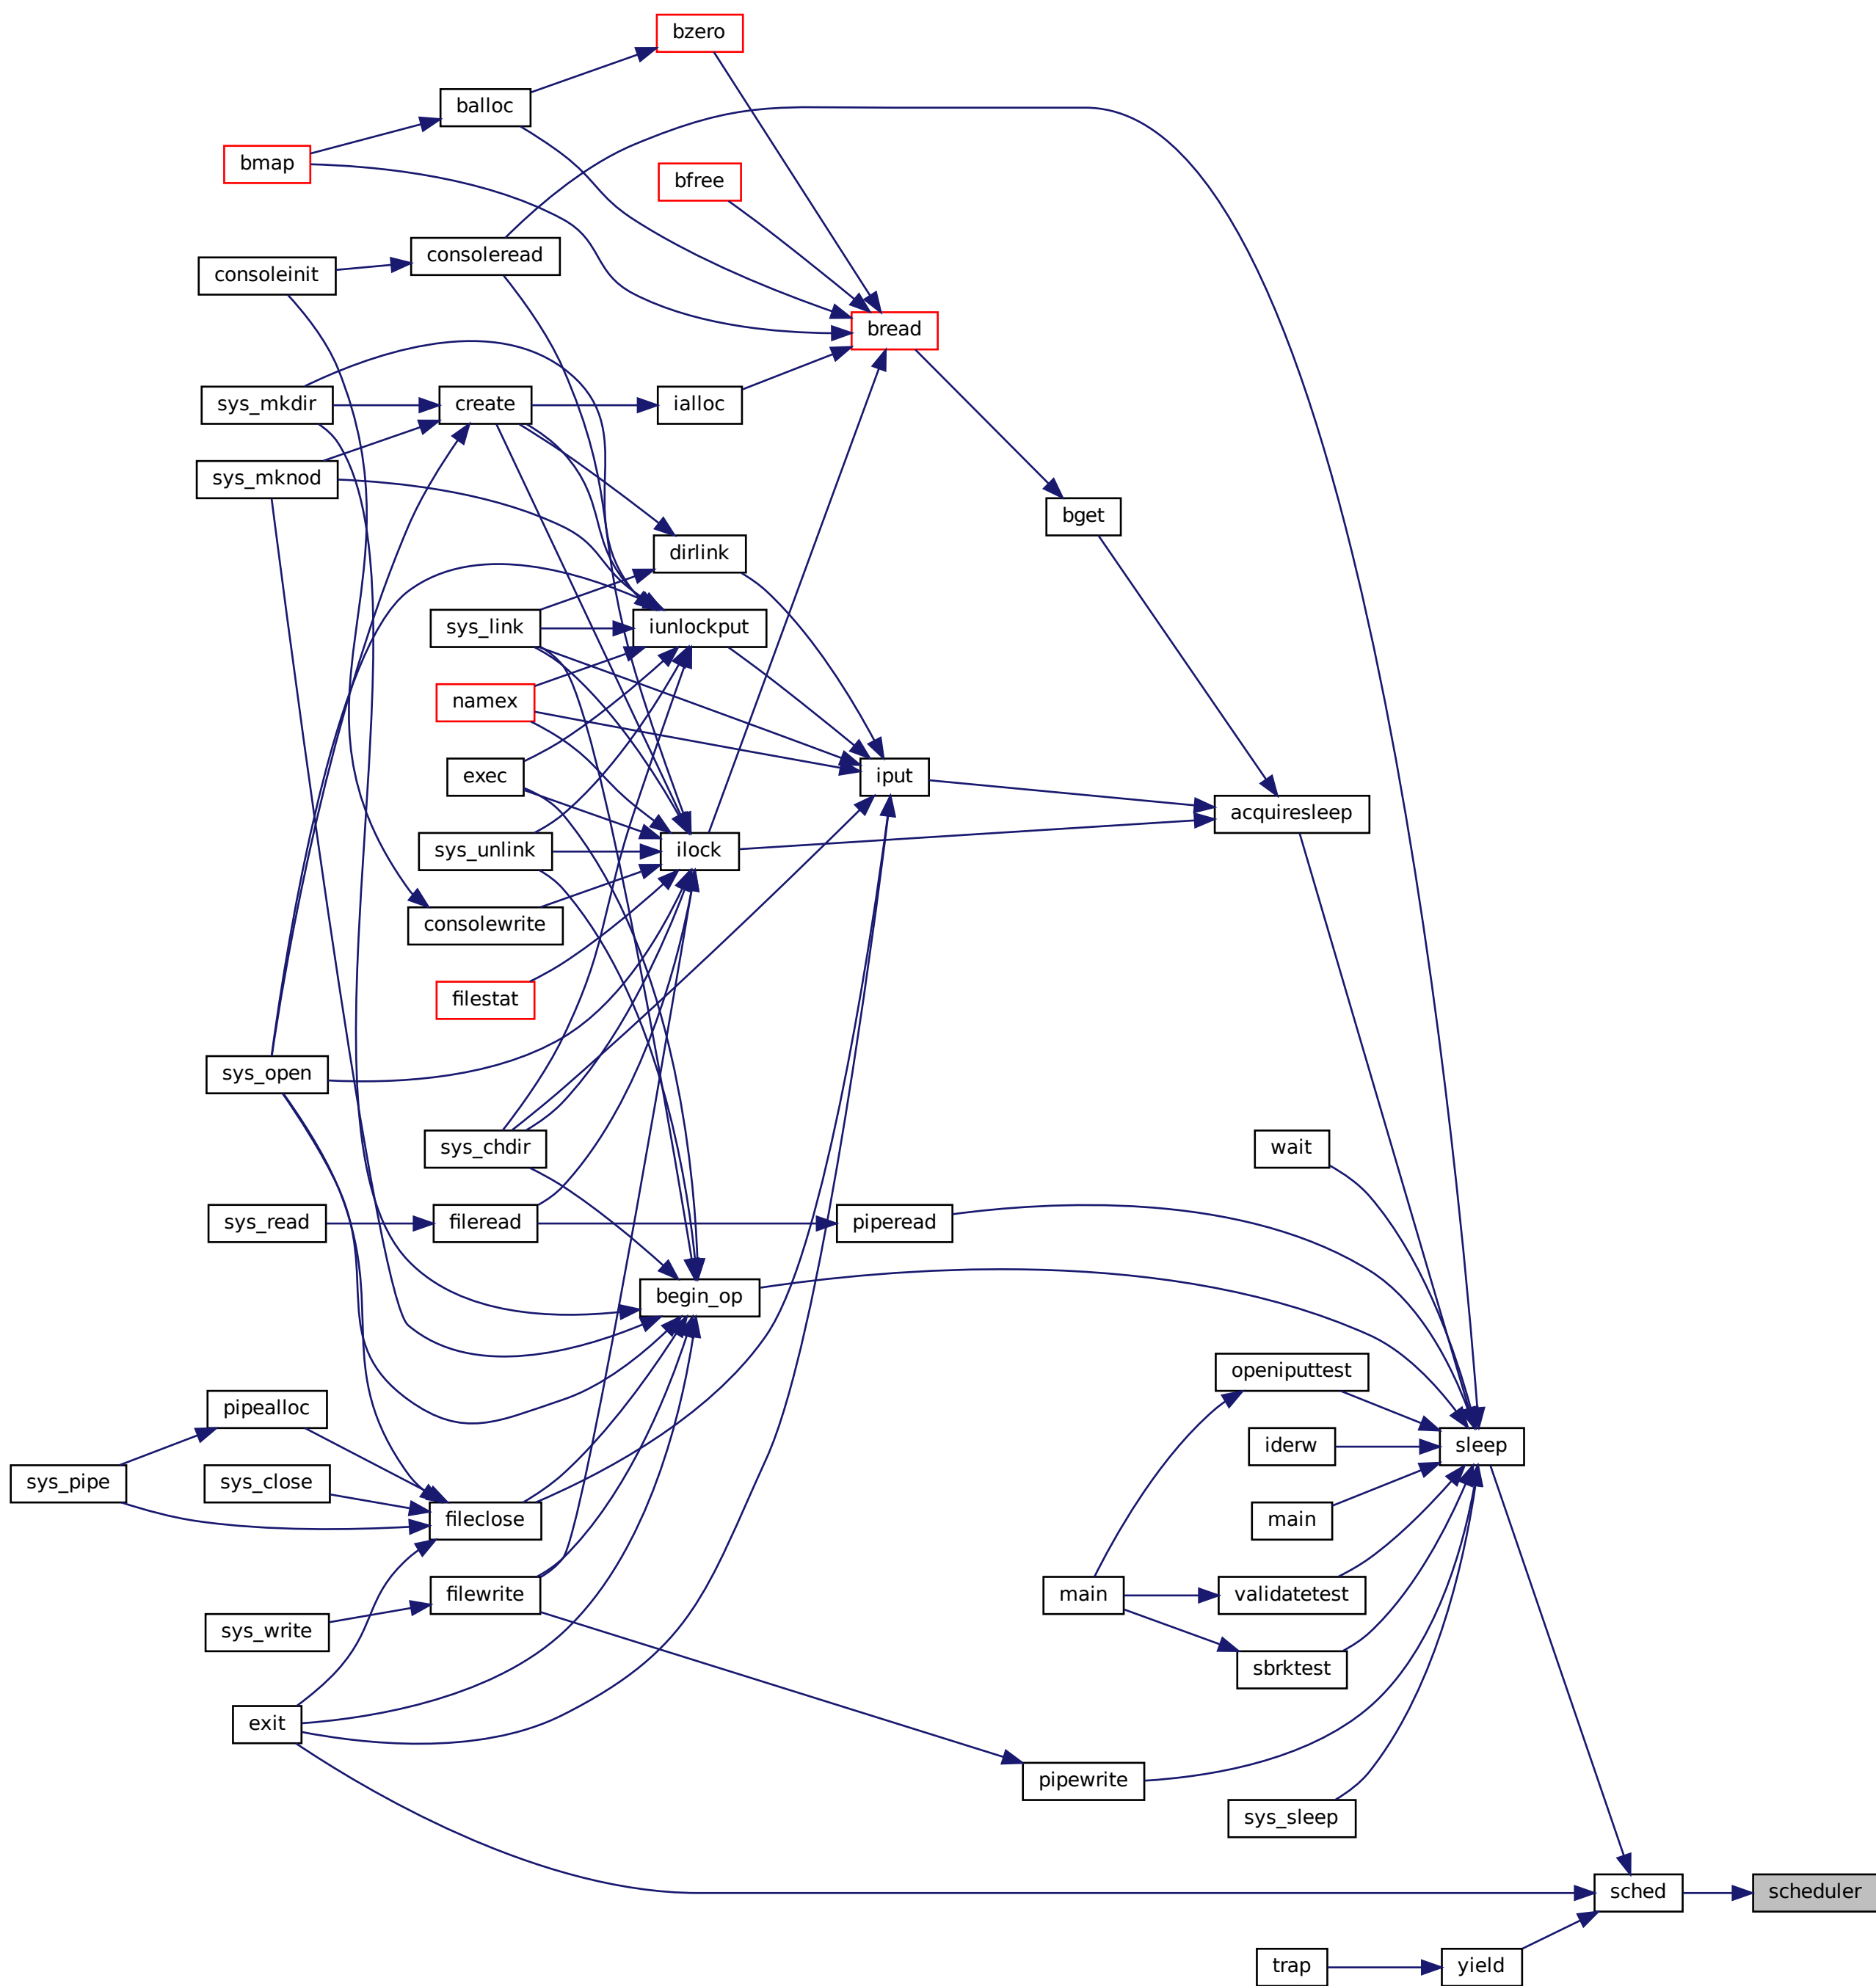 bzero
balloc
bmap
bfree
consoleread
consoleinit
bread
sys_mkdir
create
ialloc
sys_mknod
bget
dirlink
sys_link
iunlockput
namex
exec
iput
acquiresleep
sys_unlink
ilock
consolewrite
filestat
sys_open
sys_chdir
wait
sys_read
fileread
piperead
begin_op
openiputtest
pipealloc
iderw
sleep
sys_pipe
sys_close
fileclose
main
filewrite
main
validatetest
sys_write
sbrktest
exit
pipewrite
sys_sleep
sched
scheduler
trap
yield